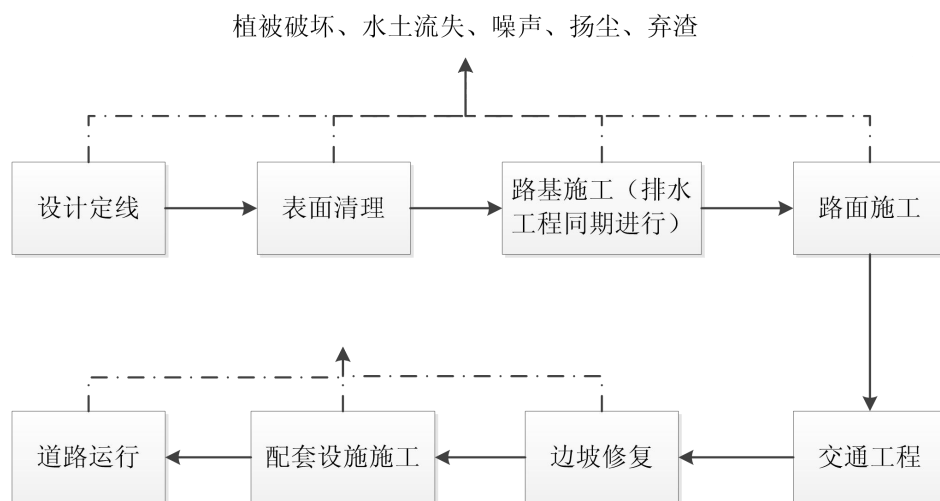 植被破坏、水土流失、噪声、扬尘、弃渣
设计定线
表面清理
路基施工（排水
工程同期进行）
路面施工
道路运行
配套设施施工
边坡修复
交通工程